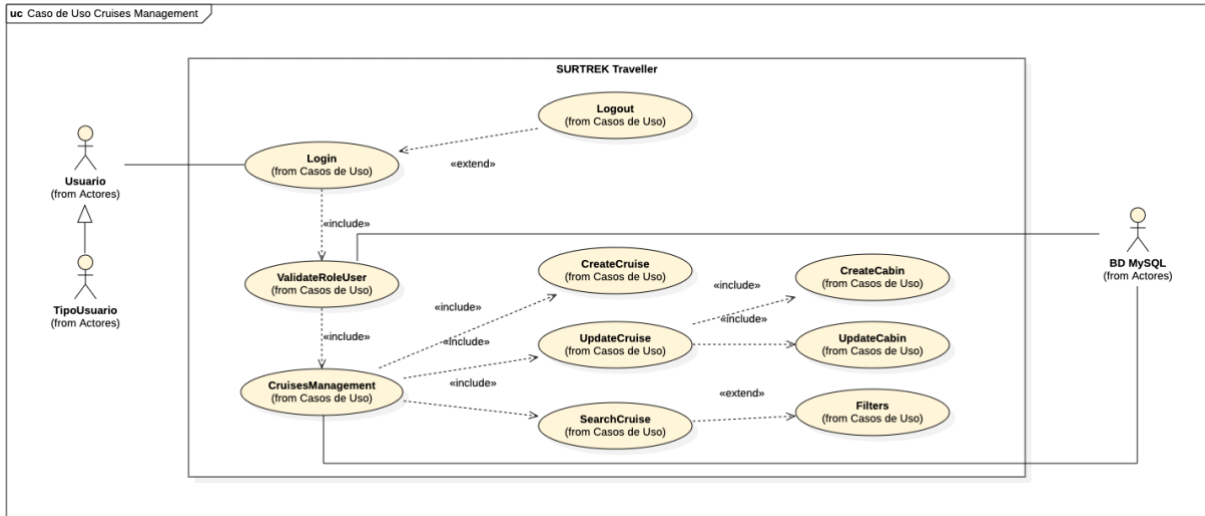 uc Caso de Uso Cruises Management
SURTREK Traveller
Logout
(from Casos de Uso)
«extend»
Login
(from Casos de Uso)
Usuario
(from Actores)
«include»
ValidateRoleUser
(from Casos de Uso)
TipoUsuario
(from Actores)
«include»
CruisesManagement
(from Casos de Uso)
«include»
CreateCruise
(from Casos de Uso)
«include»
UpdateCruise
(from Casos de Uso)
«include»
SearchCruise
(from Casos de Uso)
«include»
CreateCabin
(from Casos de Uso)
«include»
UpdateCabin
(from Casos de Uso)
«extend»
Filters
(from Casos de Uso)
BD MySQL
(from Actores)